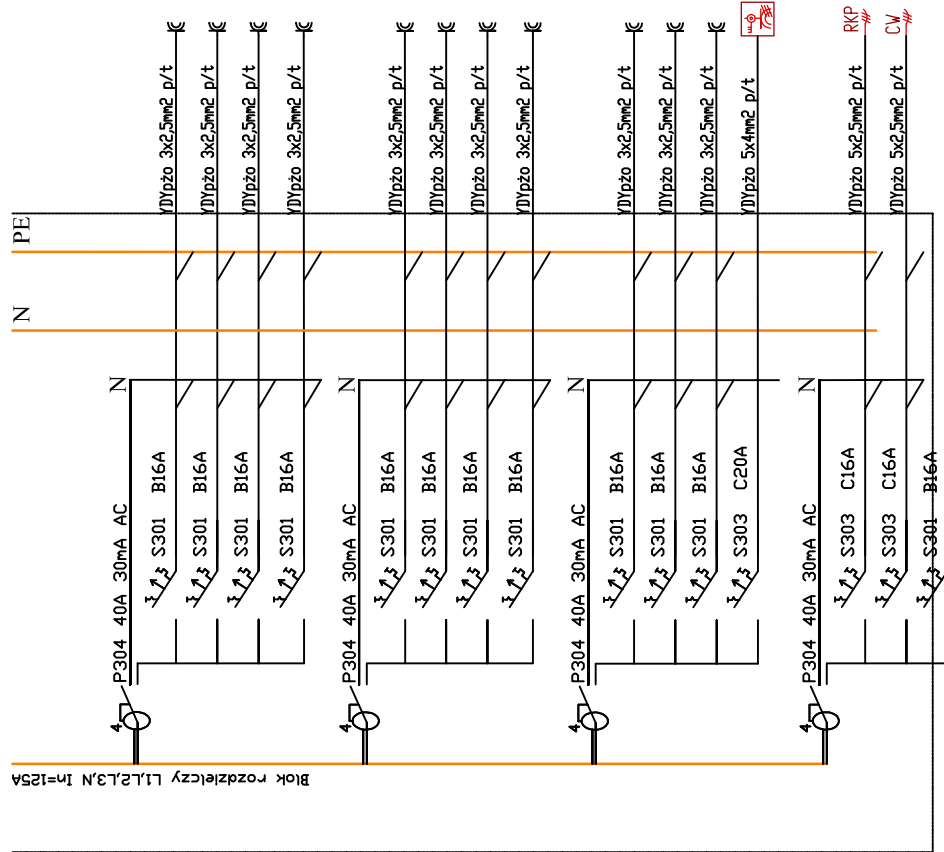 PE
N
Blok rozdzielczy L1,L2,L3,N In=125A
4
P304 40A 30mA AC
N
S301 B16A
YDYpżo 3x2,5mm2 p/t
S301 B16A
YDYpżo 3x2,5mm2 p/t
S301 B16A
YDYpżo 3x2,5mm2 p/t
S301 B16A
YDYpżo 3x2,5mm2 p/t
4
P304 40A 30mA AC
N
S301 B16A
YDYpżo 3x2,5mm2 p/t
S301 B16A
YDYpżo 3x2,5mm2 p/t
S301 B16A
YDYpżo 3x2,5mm2 p/t
S301 B16A
YDYpżo 3x2,5mm2 p/t
4
P304 40A 30mA AC
N
S301 B16A
YDYpżo 3x2,5mm2 p/t
S301 B16A
YDYpżo 3x2,5mm2 p/t
S301 B16A
YDYpżo 3x2,5mm2 p/t
S303 C20A
YDYpżo 5x4mm2 p/t
4
P304 40A 30mA AC
N
S303 C16A
YDYpżo 5x2,5mm2 p/t
RKP
S303 C16A
YDYpżo 5x2,5mm2 p/t
CW
S301 B16A